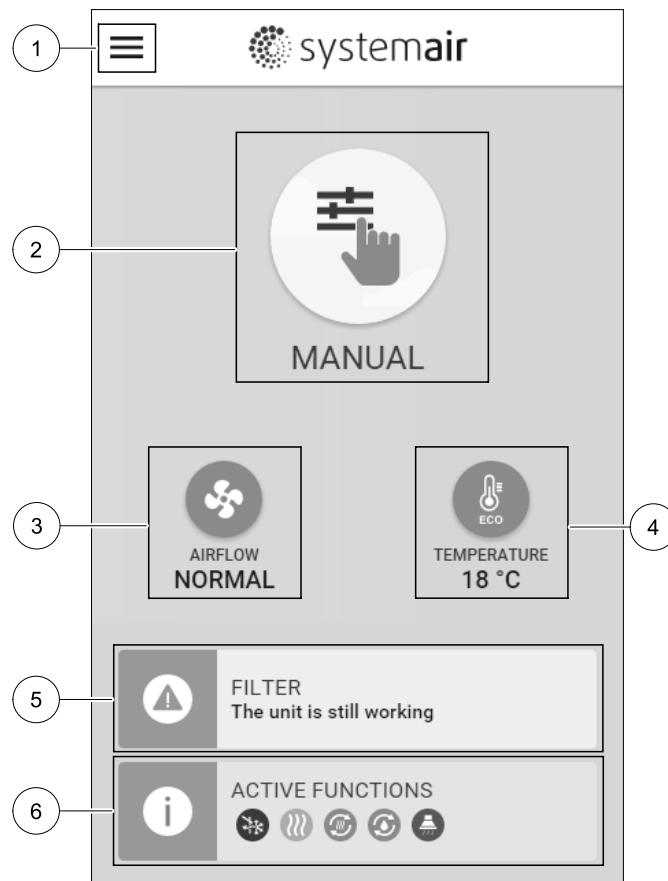 1
systemair
2
MANUAL
3
4
ECO
AIRFLOW
NORMAL
TEMPERATURE
18 °C
5
FILTER
The unit is still working
6
ACTIVE FUNCTIONS